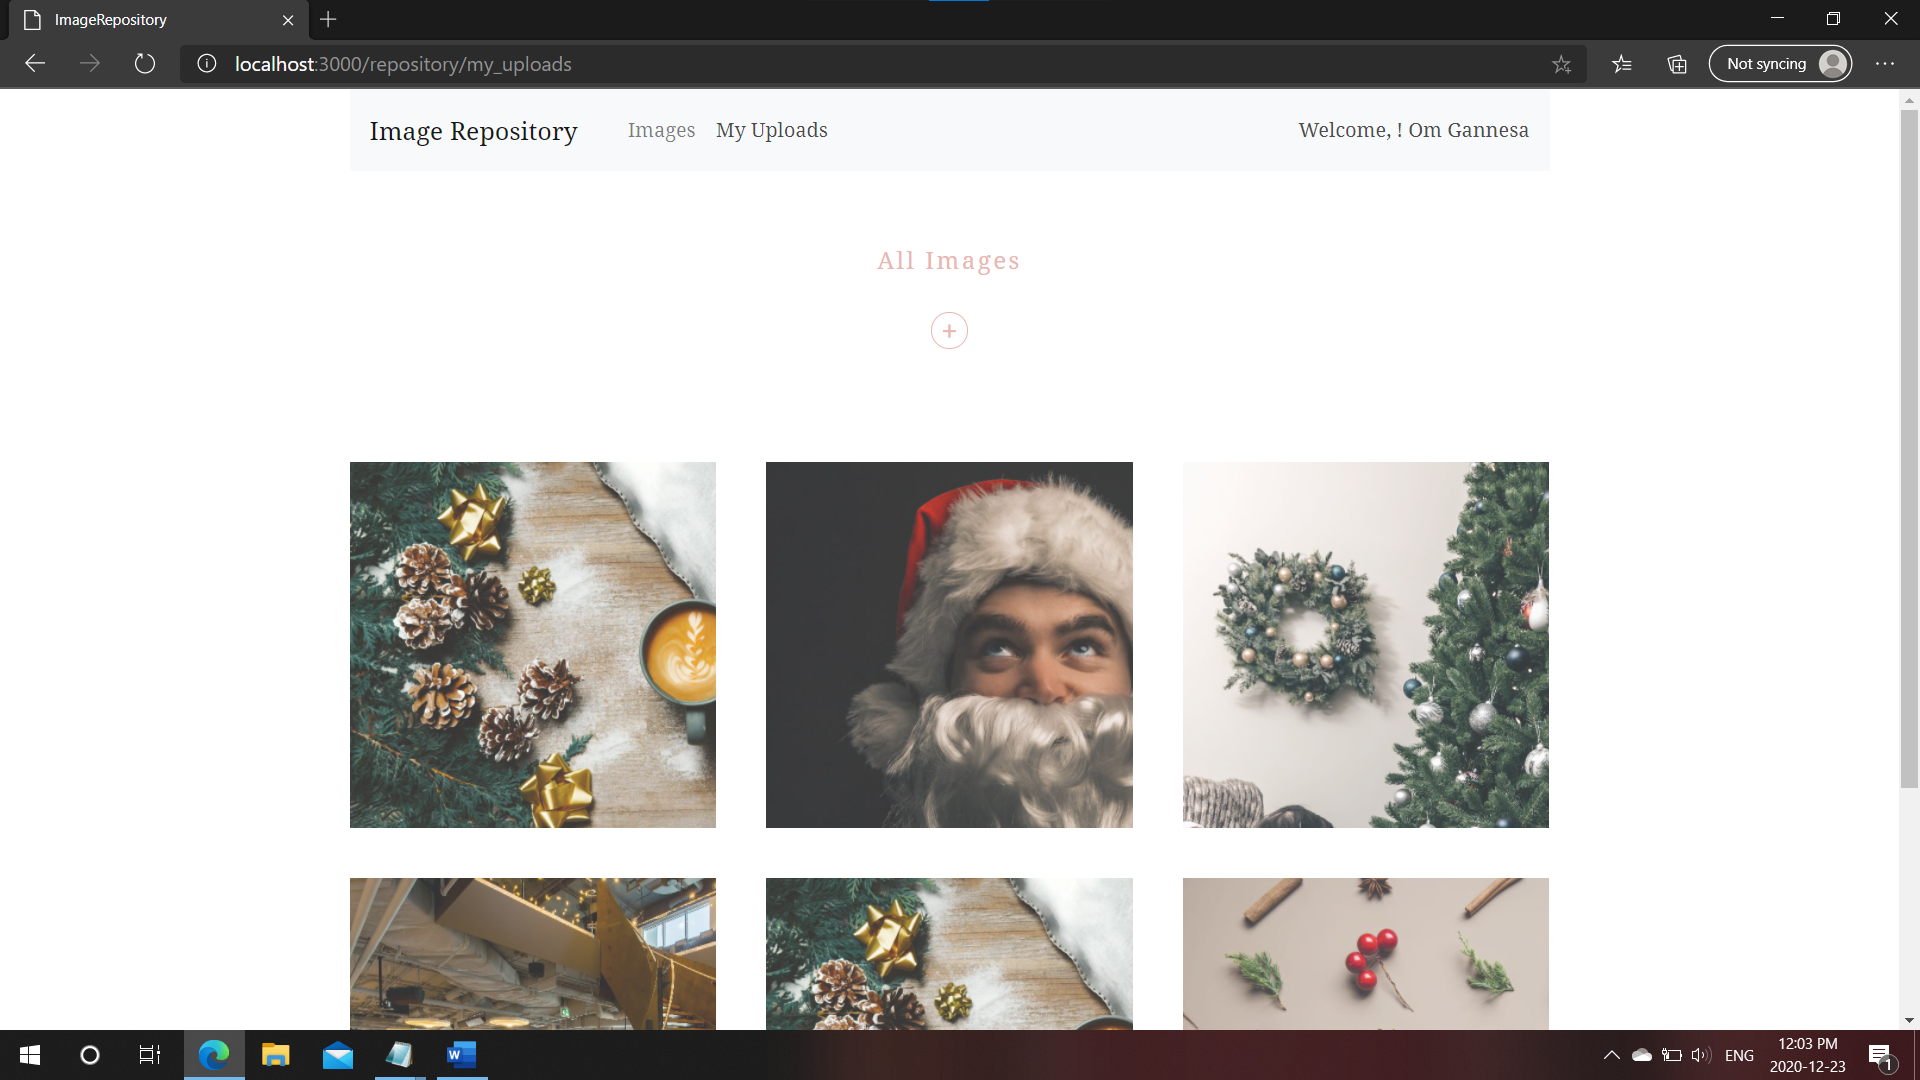 ImageRepository
localhost:3000/repository/my_uploads
Not syncing
Image Repository
Images
My Uploads
Welcome, ! Om Gannesa
All Images
+
W
ENG
12:03 PM
2020-12-23
1